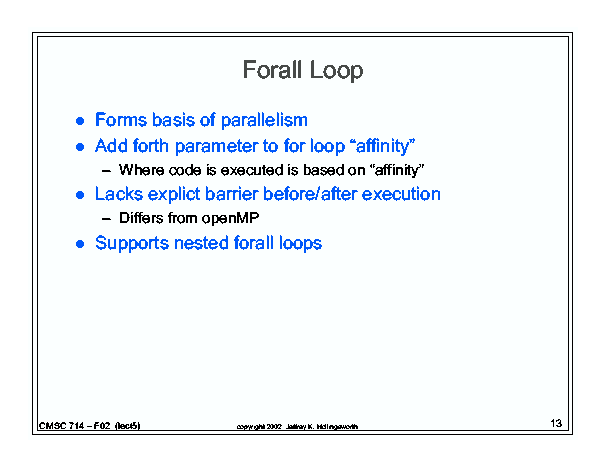 Forall Loop
● Forms basis of parallelism
● Add forth parameter to for loop “affinity”
– Where code is executed is based on “affinity”
● Lacks explict barrier before/after execution
– Differs from openMP
● Supports nested forall loops
CMSC 714 – F02 (lect5)
copyright 2002 Jeffrey K. Hollingsworth
13